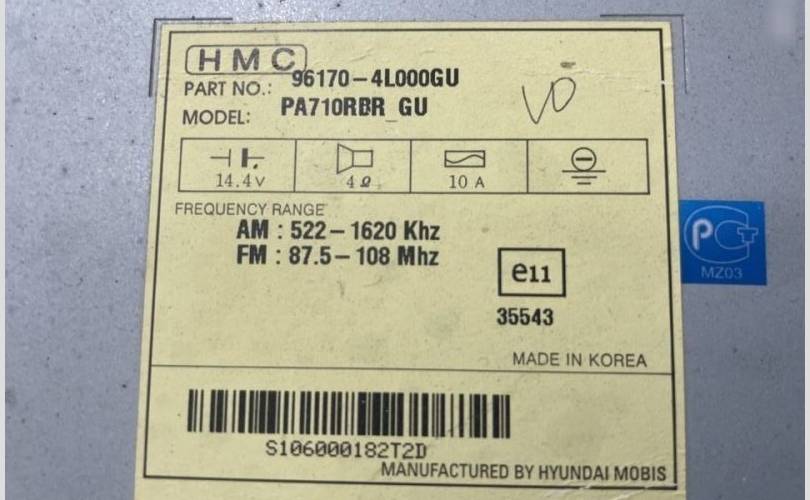 HMC
PART NO.: 96170-4L000GU
MODEL: PA710RBR_GU
VO
14.4v 4Ω 10 A
FREQUENCY RANGE
AM : 522-1620 Khz
FM : 87.5-108 Mhz
e11
35543
PCT
MZ03
MADE IN KOREA
S106000182T2D
MANUFACTURED BY HYUNDAI MOBIS